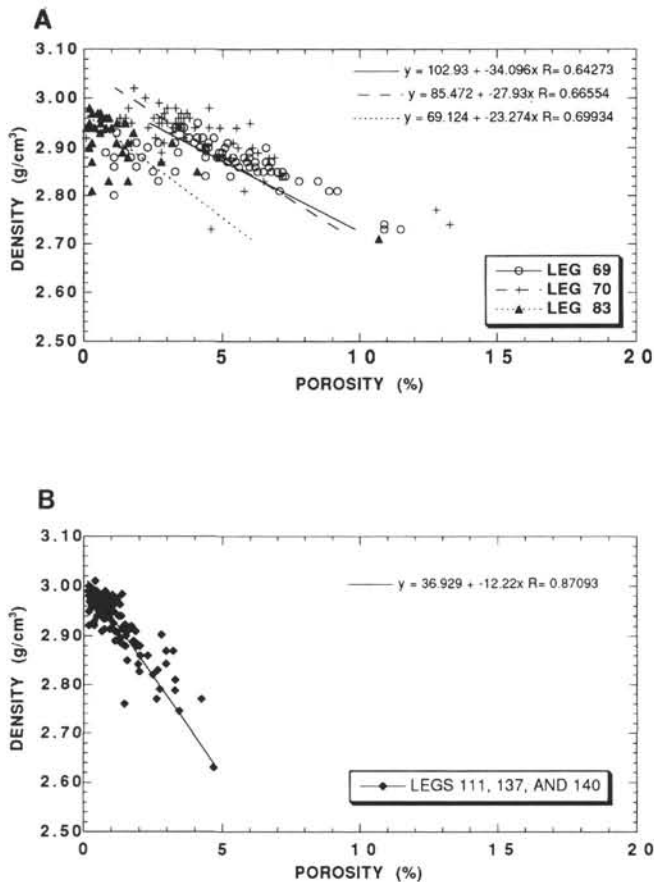 A
3.10
3.00
2.90
2.80
2.70
2.60
2.50
DENSITY (g/cm³)
y = 102.93 + -34.096x R= 0.64273
y = 85.472 + -27.93x R= 0.66554
y = 69.124 + -23.274x R= 0.69934
LEG 69
LEG 70
LEG 83
0 5 10 15 20
POROSITY (%)
B
3.10
3.00
2.90
2.80
2.70
2.60
2.50
DENSITY (g/cm³)
y = 36.929 + -12.22x R= 0.87093
LEGS 111, 137, AND 140
0 5 10 15 20
POROSITY (%)